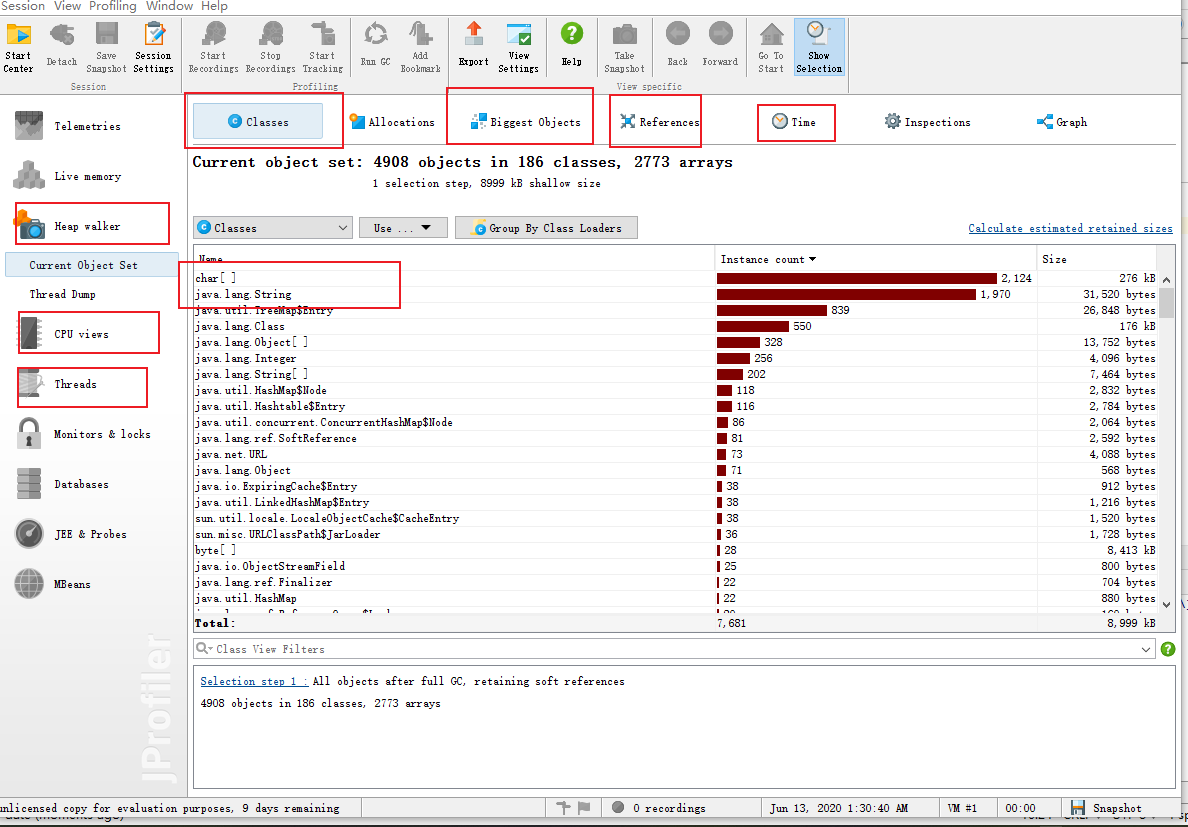 Session View Profiling Window Help
Start Center
Detach
Save Snapshot
Session Settings
Start Recordings
Stop Recordings
Start Tracking
Run GC
Add Bookmark
Export
View Settings
Help
Take Snapshot
Back
Forward
Go To Start
Show Selection
Session
Profiling
View specific
Telemetries
Live memory
Heap walker
Current Object Set
Thread Dump
CPU views
Threads
Monitors & locks
Databases
JEE & Probes
MBeans
JProfiler
Classes
Allocations
Biggest Objects
References
Time
Inspections
Graph
Current object set: 4908 objects in 186 classes, 2773 arrays
1 selection step, 8999 kB shallow size
Classes
Use ...
Group By Class Loaders
Calculate estimated retained sizes
Name Instance count Size
char[] 2,124 276 kB
java.lang.String 1,970 31,520 bytes
java.util.TreeMap$Entry 839 26,848 bytes
java.lang.Class 550 176 kB
java.lang.Object[] 328 13,752 bytes
java.lang.Integer 256 4,096 bytes
java.lang.String[] 202 7,464 bytes
java.util.HashMap$Node 118 2,832 bytes
java.util.Hashtable$Entry 116 2,784 bytes
java.util.concurrent.ConcurrentHashMap$Node 86 2,064 bytes
java.lang.ref.SoftReference 81 2,592 bytes
java.net.URL 73 4,088 bytes
java.lang.Object 71 568 bytes
java.io.ExpiringCache$Entry 38 912 bytes
java.util.LinkedHashMap$Entry 38 1,216 bytes
sun.util.locale.LocaleObjectCache$CacheEntry 38 1,520 bytes
sun.misc.URLClassPath$JarLoader 36 1,728 bytes
byte[] 28 8,413 kB
java.io.ObjectStreamField 25 800 bytes
java.lang.ref.Finalizer 22 704 bytes
java.util.HashMap 22 880 bytes
Total: 7,681 8,999 kB
Class View Filters
Selection step 1 : All objects after full GC, retaining soft references
4908 objects in 186 classes, 2773 arrays
unlicensed copy for evaluation purposes, 9 days remaining
0 recordings
Jun 13, 2020 1:30:40 AM
VM #1
00:00
Snapshot